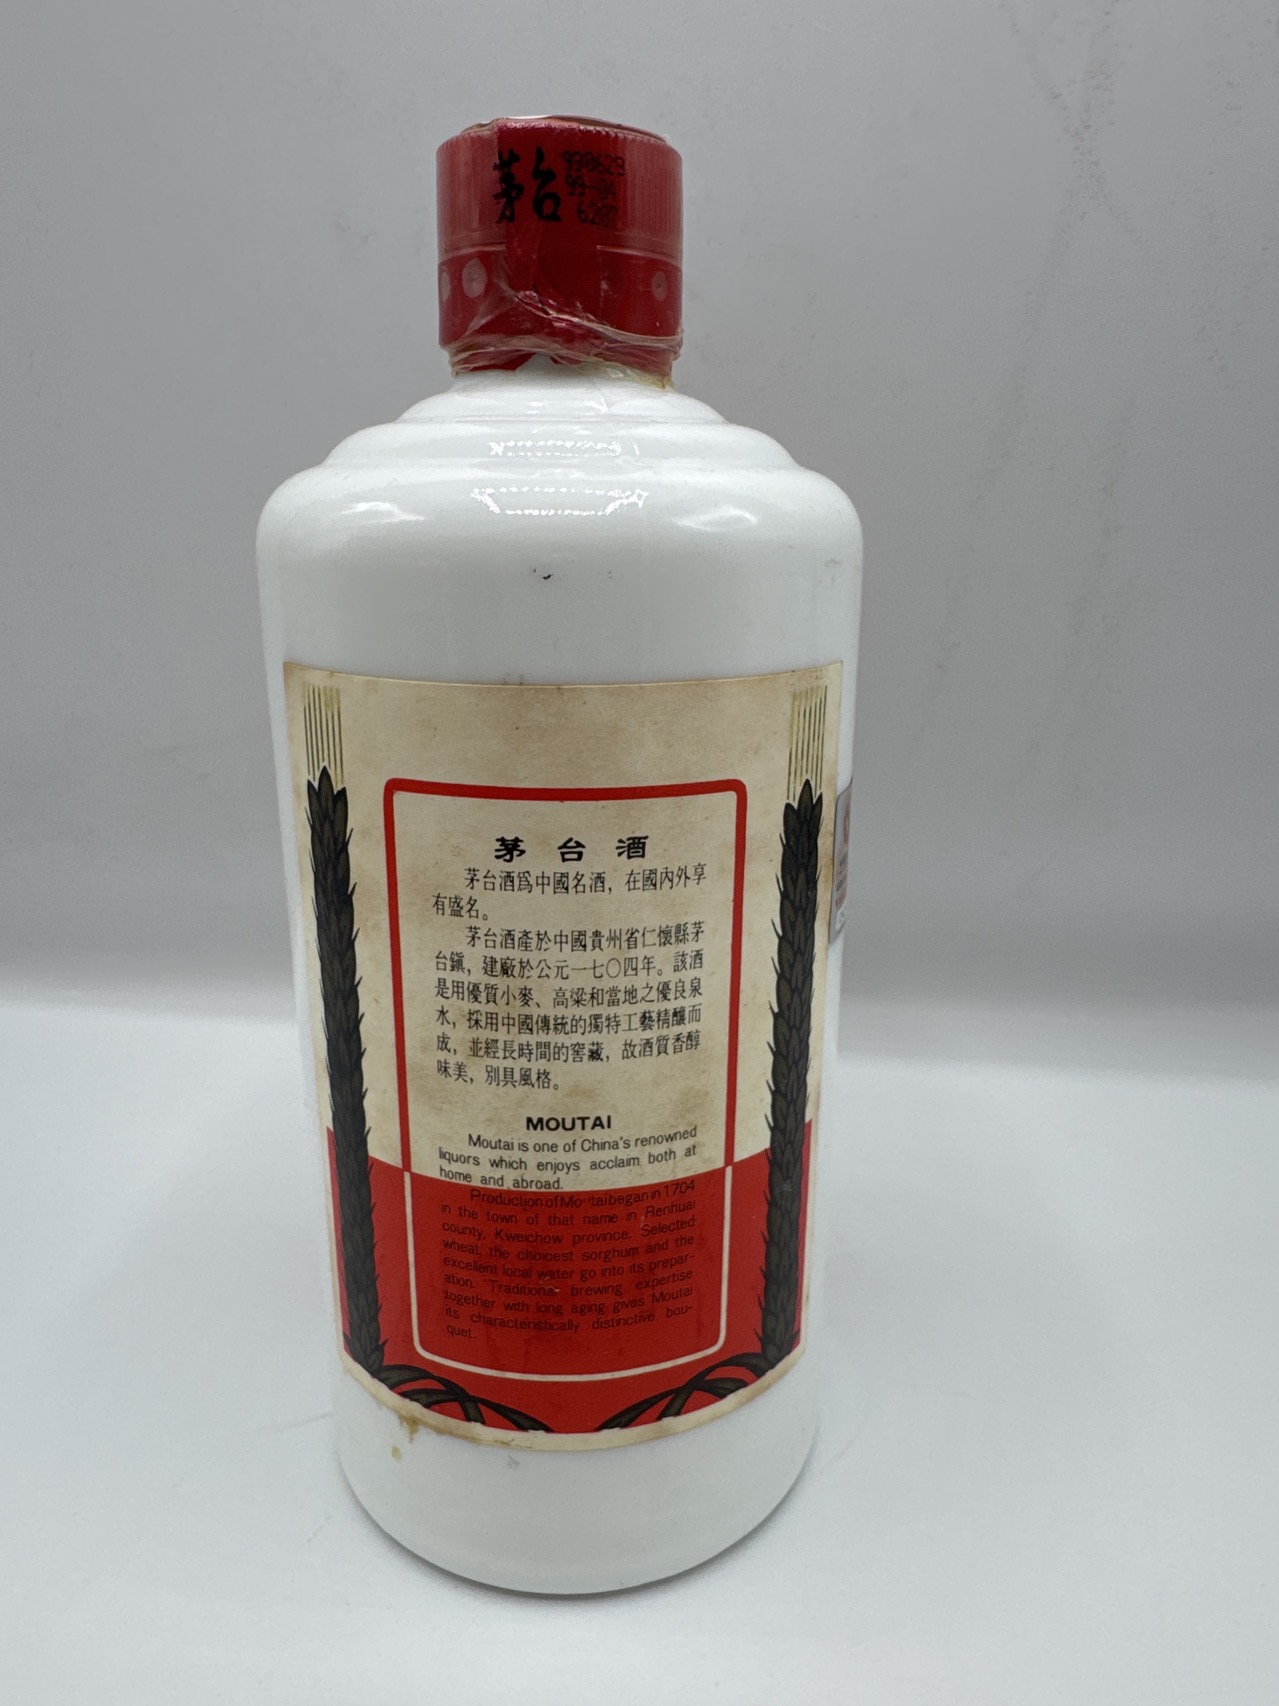 茅台
990623
99-04
6287
茅台酒
茅台酒爲中國名酒，在國內外享
有盛名。
茅台酒產於中國貴州省仁懷縣茅
台鎭，建廠於公元一七〇四年。該酒
是用優質小麥、高粱和當地之優良泉
水，採用中國傳統的獨特工藝精釀而
成，並經長時間的窖藏，故酒質香醇
味美，別具風格。
MOUTAI
Moutai is one of China's renowned
liquors which enjoys acclaim both at
home and abroad.
Production of Moutai began in 1704
in the town of that name in Renhuai
county, Kweichow province. Selected
wheat, the choicest sorghum and the
excellent local water go into its prepar-
ation. Traditional brewing expertise
together with long aging gives Moutai
its characteristically distinctive bou-
quet.